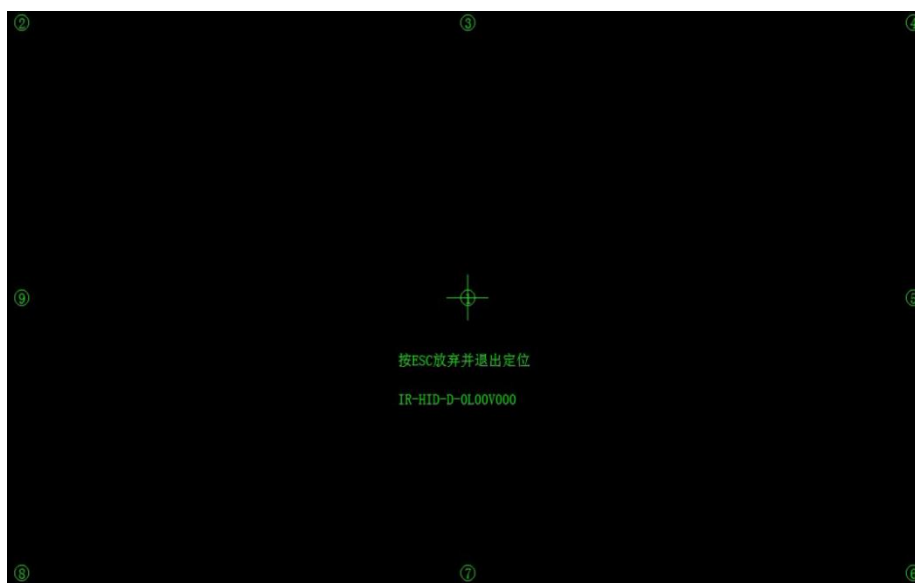 ② ③ ④
⑨ ① ⑤
按ESC放弃并退出定位
IR-HID-D-0L00V000
⑧ ⑦ ⑥